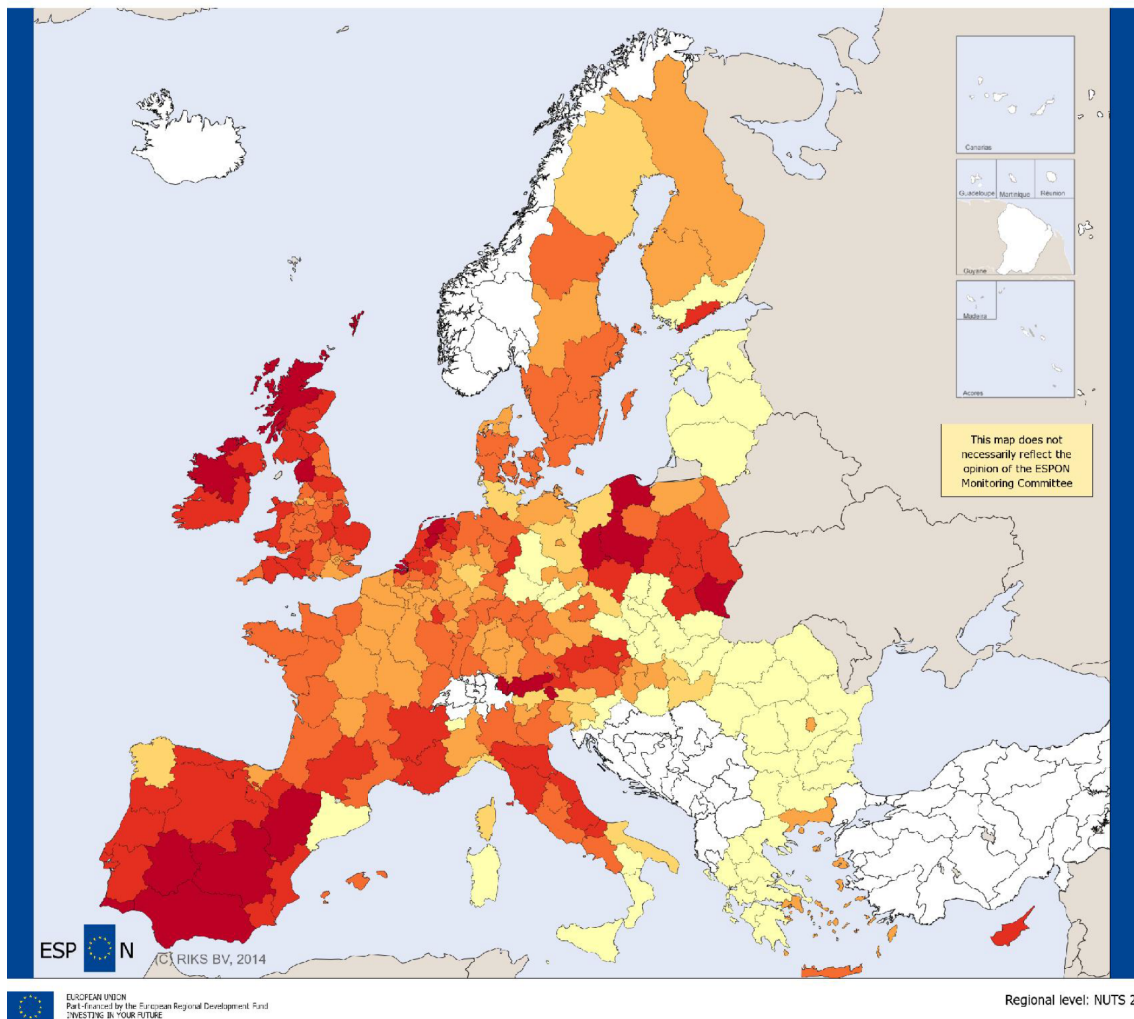 Canarias
Guadeloupe Martinique Réunion
Guyane
Madeira
Acores
This map does not
necessarily reflect the
opinion of the ESPON
Monitoring Committee
ESP N
(C) RIKS BV, 2014
EUROPEAN UNION
Part-financed by the European Regional Development Fund
INVESTING IN YOUR FUTURE
Regional level: NUTS 2